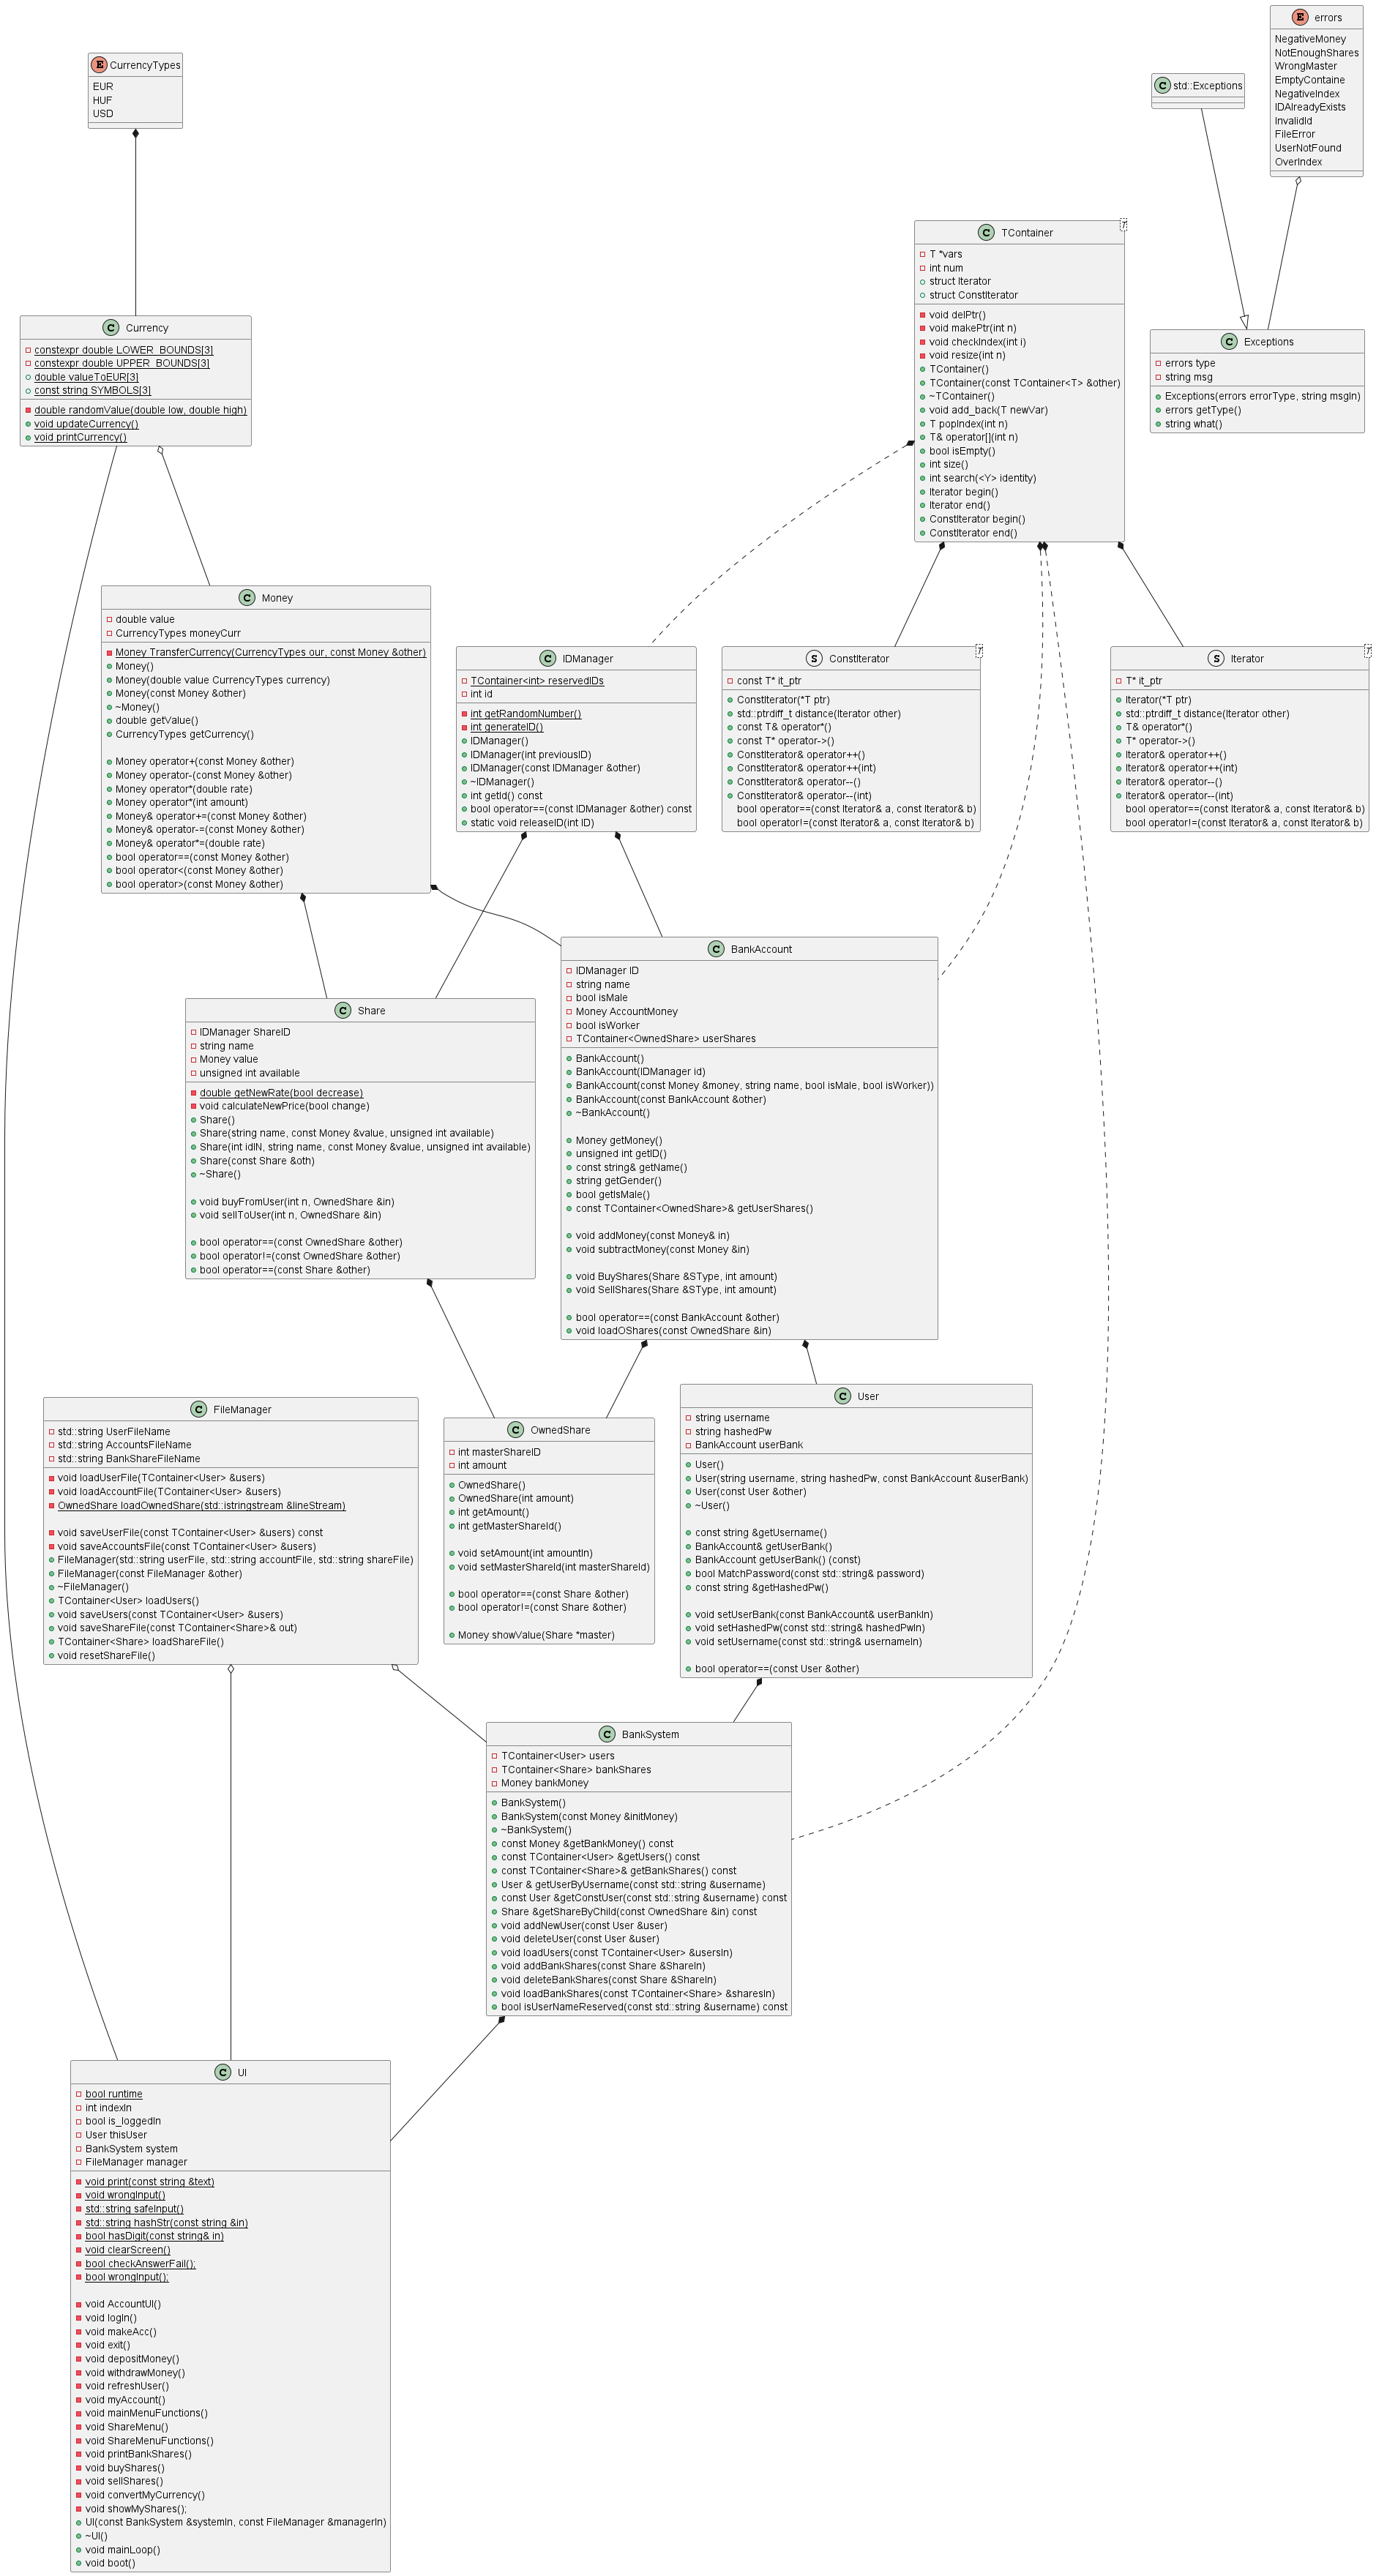 E errors
NegativeMoney
NotEnoughShares
WrongMaster
EmptyContaine
NegativeIndex
IDAlreadyExists
InvalidId
FileError
UserNotFound
OverIndex
E CurrencyTypes
EUR
HUF
USD
C std::Exceptions
C TContainer T
T *vars
int num
struct Iterator
struct ConstIterator
void delPtr()
void makePtr(int n)
void checkIndex(int i)
void resize(int n)
TContainer()
TContainer(const TContainer<T> &other)
~TContainer()
void add_back(T newVar)
T popIndex(int n)
T& operator[](int n)
bool isEmpty()
int size()
int search(<Y> identity)
Iterator begin()
Iterator end()
ConstIterator begin()
ConstIterator end()
C Currency
constexpr double LOWER_BOUNDS[3]
constexpr double UPPER_BOUNDS[3]
double valueToEUR[3]
const string SYMBOLS[3]
double randomValue(double low, double high)
void updateCurrency()
void printCurrency()
C Exceptions
errors type
string msg
Exceptions(errors errorType, string msgIn)
errors getType()
string what()
C Money
double value
CurrencyTypes moneyCurr
Money TransferCurrency(CurrencyTypes our, const Money &other)
Money()
Money(double value CurrencyTypes currency)
Money(const Money &other)
~Money()
double getValue()
CurrencyTypes getCurrency()
Money operator+(const Money &other)
Money operator-(const Money &other)
Money operator*(double rate)
Money operator*(int amount)
Money& operator+=(const Money &other)
Money& operator-=(const Money &other)
Money& operator*=(double rate)
bool operator==(const Money &other)
bool operator<(const Money &other)
bool operator>(const Money &other)
C IDManager
TContainer<int> reservedIDs
int id
int getRandomNumber()
int generateID()
IDManager()
IDManager(int previousID)
IDManager(const IDManager &other)
~IDManager()
int getId() const
bool operator==(const IDManager &other) const
static void releaseID(int ID)
S ConstIterator T
const T* it_ptr
ConstIterator(*T ptr)
std::ptrdiff_t distance(Iterator other)
const T& operator*()
const T* operator->()
ConstIterator& operator++()
ConstIterator& operator++(int)
ConstIterator& operator--()
ConstIterator& operator--(int)
bool operator==(const Iterator& a, const Iterator& b)
bool operator!=(const Iterator& a, const Iterator& b)
S Iterator T
T* it_ptr
Iterator(*T ptr)
std::ptrdiff_t distance(Iterator other)
T& operator*()
T* operator->()
Iterator& operator++()
Iterator& operator++(int)
Iterator& operator--()
Iterator& operator--(int)
bool operator==(const Iterator& a, const Iterator& b)
bool operator!=(const Iterator& a, const Iterator& b)
C BankAccount
IDManager ID
string name
bool isMale
Money AccountMoney
bool isWorker
TContainer<OwnedShare> userShares
BankAccount()
BankAccount(IDManager id)
BankAccount(const Money &money, string name, bool isMale, bool isWorker))
BankAccount(const BankAccount &other)
~BankAccount()
Money getMoney()
unsigned int getID()
const string& getName()
string getGender()
bool getIsMale()
const TContainer<OwnedShare>& getUserShares()
void addMoney(const Money& in)
void subtractMoney(const Money &in)
void BuyShares(Share &SType, int amount)
void SellShares(Share &SType, int amount)
bool operator==(const BankAccount &other)
void loadOShares(const OwnedShare &in)
C Share
IDManager ShareID
string name
Money value
unsigned int available
double getNewRate(bool decrease)
void calculateNewPrice(bool change)
Share()
Share(string name, const Money &value, unsigned int available)
Share(int idIN, string name, const Money &value, unsigned int available)
Share(const Share &oth)
~Share()
void buyFromUser(int n, OwnedShare &in)
void sellToUser(int n, OwnedShare &in)
bool operator==(const OwnedShare &other)
bool operator!=(const OwnedShare &other)
bool operator==(const Share &other)
C FileManager
std::string UserFileName
std::string AccountsFileName
std::string BankShareFileName
void loadUserFile(TContainer<User> &users)
void loadAccountFile(TContainer<User> &users)
OwnedShare loadOwnedShare(std::istringstream &lineStream)
void saveUserFile(const TContainer<User> &users) const
void saveAccountsFile(const TContainer<User> &users)
FileManager(std::string userFile, std::string accountFile, std::string shareFile)
FileManager(const FileManager &other)
~FileManager()
TContainer<User> loadUsers()
void saveUsers(const TContainer<User> &users)
void saveShareFile(const TContainer<Share>& out)
TContainer<Share> loadShareFile()
void resetShareFile()
C OwnedShare
int masterShareID
int amount
OwnedShare()
OwnedShare(int amount)
int getAmount()
int getMasterShareId()
void setAmount(int amountIn)
void setMasterShareId(int masterShareId)
bool operator==(const Share &other)
bool operator!=(const Share &other)
Money showValue(Share *master)
C User
string username
string hashedPw
BankAccount userBank
User()
User(string username, string hashedPw, const BankAccount &userBank)
User(const User &other)
~User()
const string &getUsername()
BankAccount& getUserBank()
BankAccount getUserBank() (const)
bool MatchPassword(const std::string& password)
const string &getHashedPw()
void setUserBank(const BankAccount& userBankIn)
void setHashedPw(const std::string& hashedPwIn)
void setUsername(const std::string& usernameIn)
bool operator==(const User &other)
C BankSystem
TContainer<User> users
TContainer<Share> bankShares
Money bankMoney
BankSystem()
BankSystem(const Money &initMoney)
~BankSystem()
const Money &getBankMoney() const
const TContainer<User> &getUsers() const
const TContainer<Share>& getBankShares() const
User & getUserByUsername(const std::string &username)
const User &getConstUser(const std::string &username) const
Share &getShareByChild(const OwnedShare &in) const
void addNewUser(const User &user)
void deleteUser(const User &user)
void loadUsers(const TContainer<User> &usersIn)
void addBankShares(const Share &ShareIn)
void deleteBankShares(const Share &ShareIn)
void loadBankShares(const TContainer<Share> &sharesIn)
bool isUserNameReserved(const std::string &username) const
C UI
bool runtime
int indexIn
bool is_loggedIn
User thisUser
BankSystem system
FileManager manager
void print(const string &text)
void wrongInput()
std::string safeInput()
std::string hashStr(const string &in)
bool hasDigit(const string& in)
void clearScreen()
bool checkAnswerFail();
bool wrongInput();
void AccountUI()
void logIn()
void makeAcc()
void exit()
void depositMoney()
void withdrawMoney()
void refreshUser()
void myAccount()
void mainMenuFunctions()
void ShareMenu()
void ShareMenuFunctions()
void printBankShares()
void buyShares()
void sellShares()
void convertMyCurrency()
void showMyShares();
UI(const BankSystem &systemIn, const FileManager &managerIn)
~UI()
void mainLoop()
void boot()